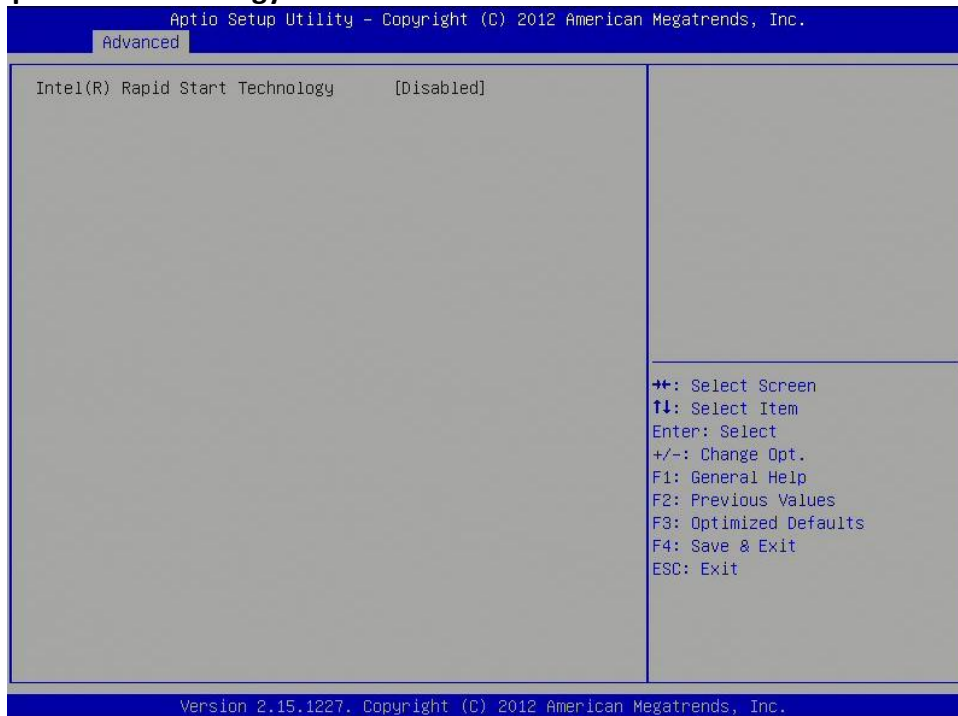 Aptio Setup Utility – Copyright (C) 2012 American Megatrends, Inc.
Advanced
Intel(R) Rapid Start Technology [Disabled]
→←: Select Screen
↑↓: Select Item
Enter: Select
+/-: Change Opt.
F1: General Help
F2: Previous Values
F3: Optimized Defaults
F4: Save & Exit
ESC: Exit
Version 2.15.1227. Copyright (C) 2012 American Megatrends, Inc.